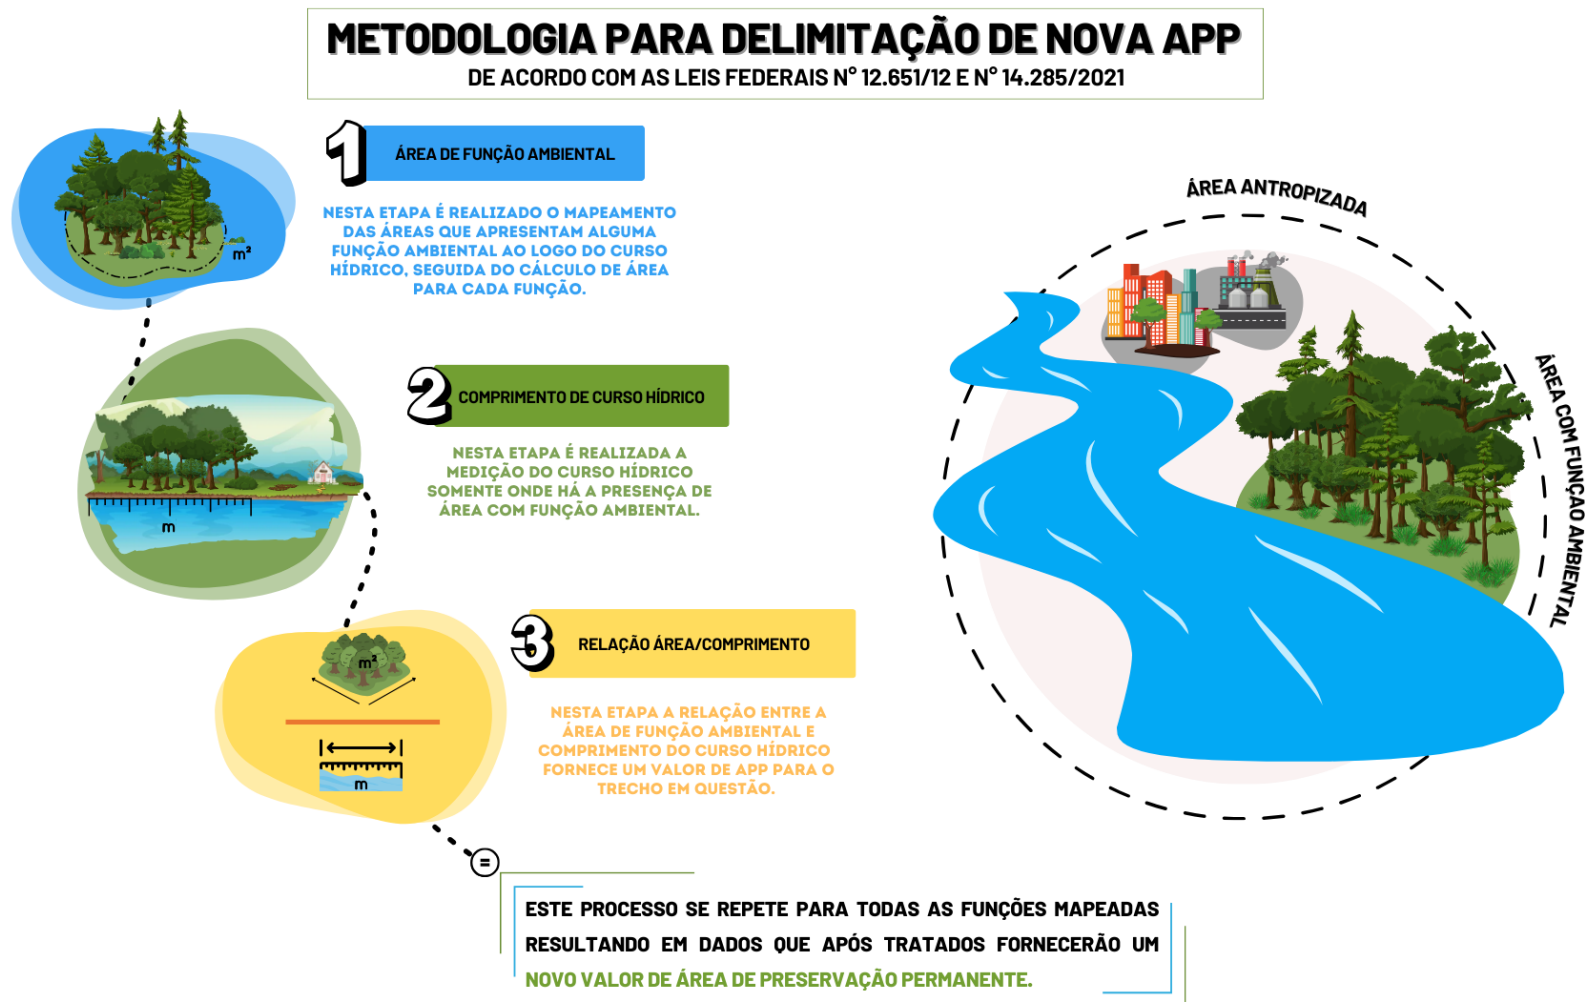 METODOLOGIA PARA DELIMITAÇÃO DE NOVA APP
DE ACORDO COM AS LEIS FEDERAIS N° 12.651/12 E N° 14.285/2021
1
ÁREA DE FUNÇÃO AMBIENTAL
NESTA ETAPA É REALIZADO O MAPEAMENTO
DAS ÁREAS QUE APRESENTAM ALGUMA
FUNÇÃO AMBIENTAL AO LOGO DO CURSO
HÍDRICO, SEGUIDA DO CÁLCULO DE ÁREA
PARA CADA FUNÇÃO.
m²
2
COMPRIMENTO DE CURSO HÍDRICO
NESTA ETAPA É REALIZADA A
MEDIÇÃO DO CURSO HÍDRICO
SOMENTE ONDE HÁ A PRESENÇA DE
ÁREA COM FUNÇÃO AMBIENTAL.
m
3
RELAÇÃO ÁREA/COMPRIMENTO
m²
m
NESTA ETAPA A RELAÇÃO ENTRE A
ÁREA DE FUNÇÃO AMBIENTAL E
COMPRIMENTO DO CURSO HÍDRICO
FORNECE UM VALOR DE APP PARA O
TRECHO EM QUESTÃO.
=
ESTE PROCESSO SE REPETE PARA TODAS AS FUNÇÕES MAPEADAS
RESULTANDO EM DADOS QUE APÓS TRATADOS FORNECERÃO UM
NOVO VALOR DE ÁREA DE PRESERVAÇÃO PERMANENTE.
ÁREA ANTROPIZADA
ÁREA COM FUNÇÃO AMBIENTAL